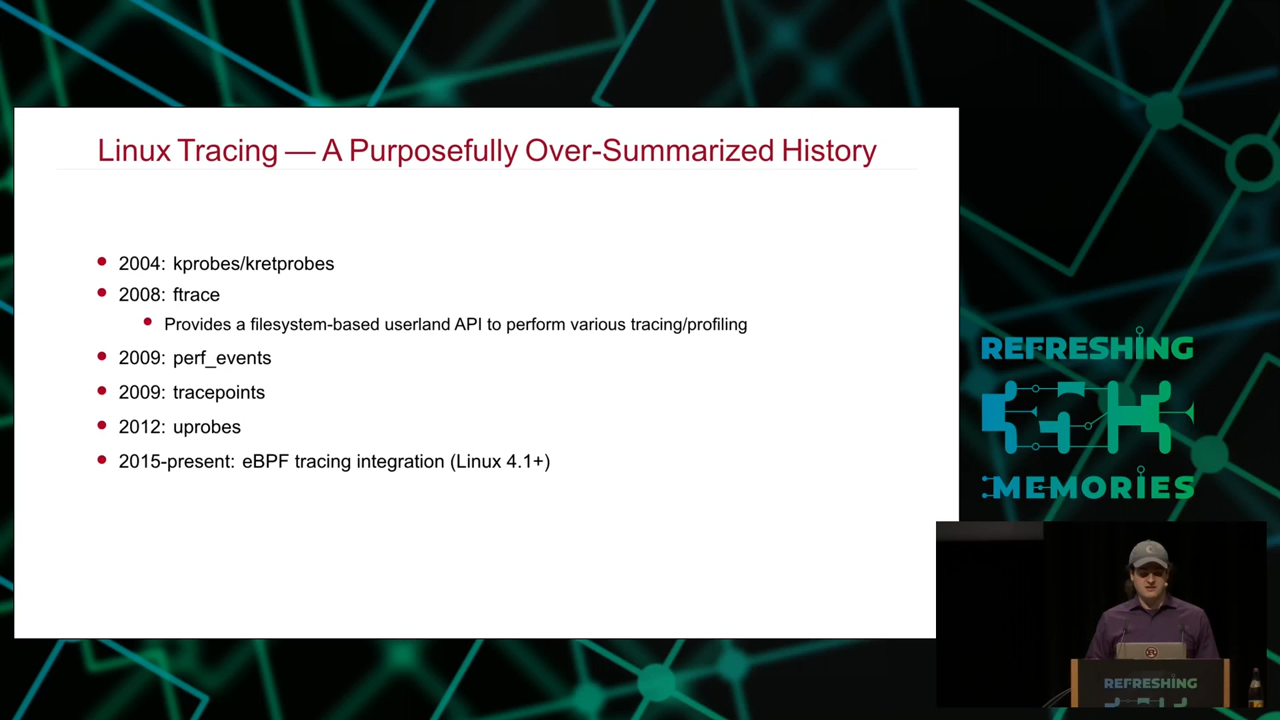 Linux Tracing — A Purposefully Over-Summarized History
2004: kprobes/kretprobes
2008: ftrace
Provides a filesystem-based userland API to perform various tracing/profiling
2009: perf_events
2009: tracepoints
2012: uprobes
2015-present: eBPF tracing integration (Linux 4.1+)
REFRESHING
MEMORIES
REFRESHING